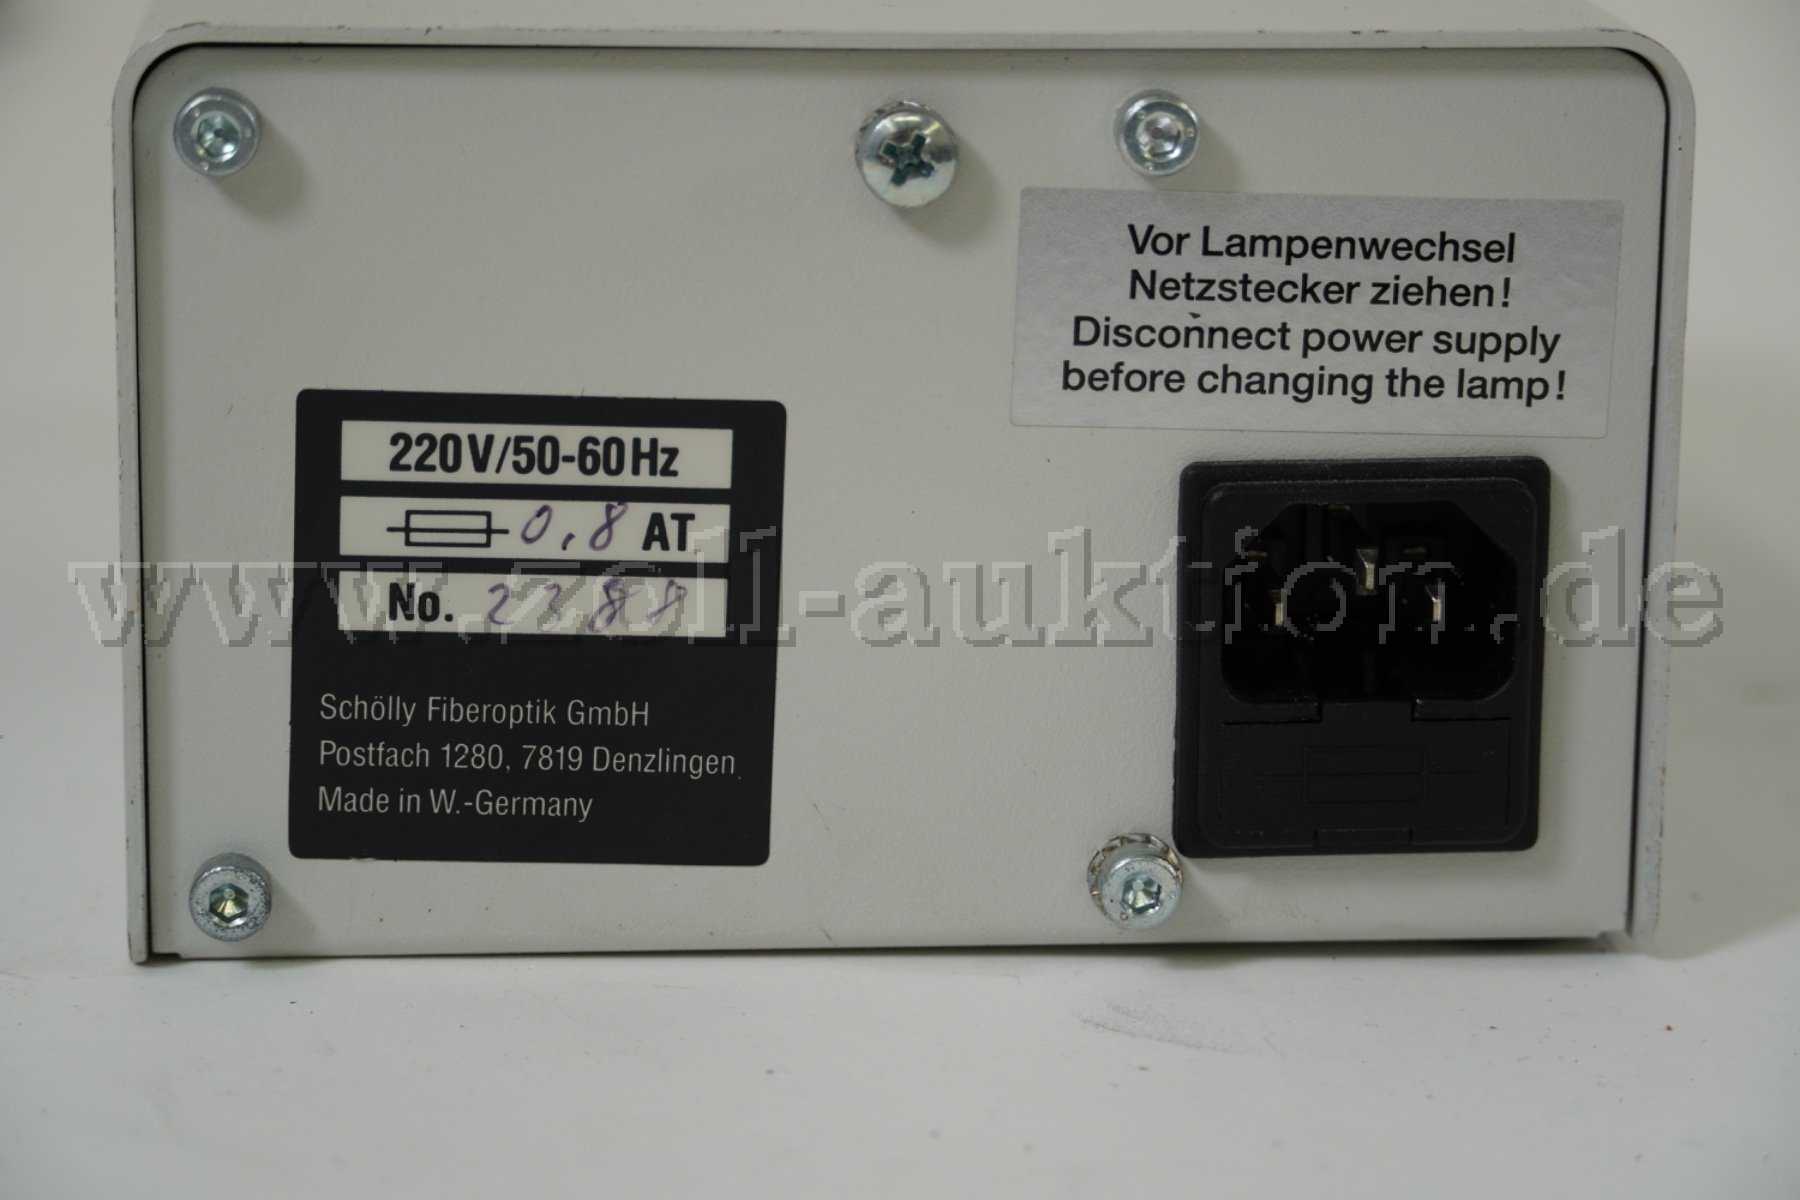 Vor Lampenwechsel
Netzstecker ziehen!
Disconnect power supply
before changing the lamp!
220V/50-60Hz
0,8 AT
No. 2388
Schölly Fiberoptik GmbH
Postfach 1280, 7819 Denzlingen
Made in W.-Germany
www.zoll-auktion.de